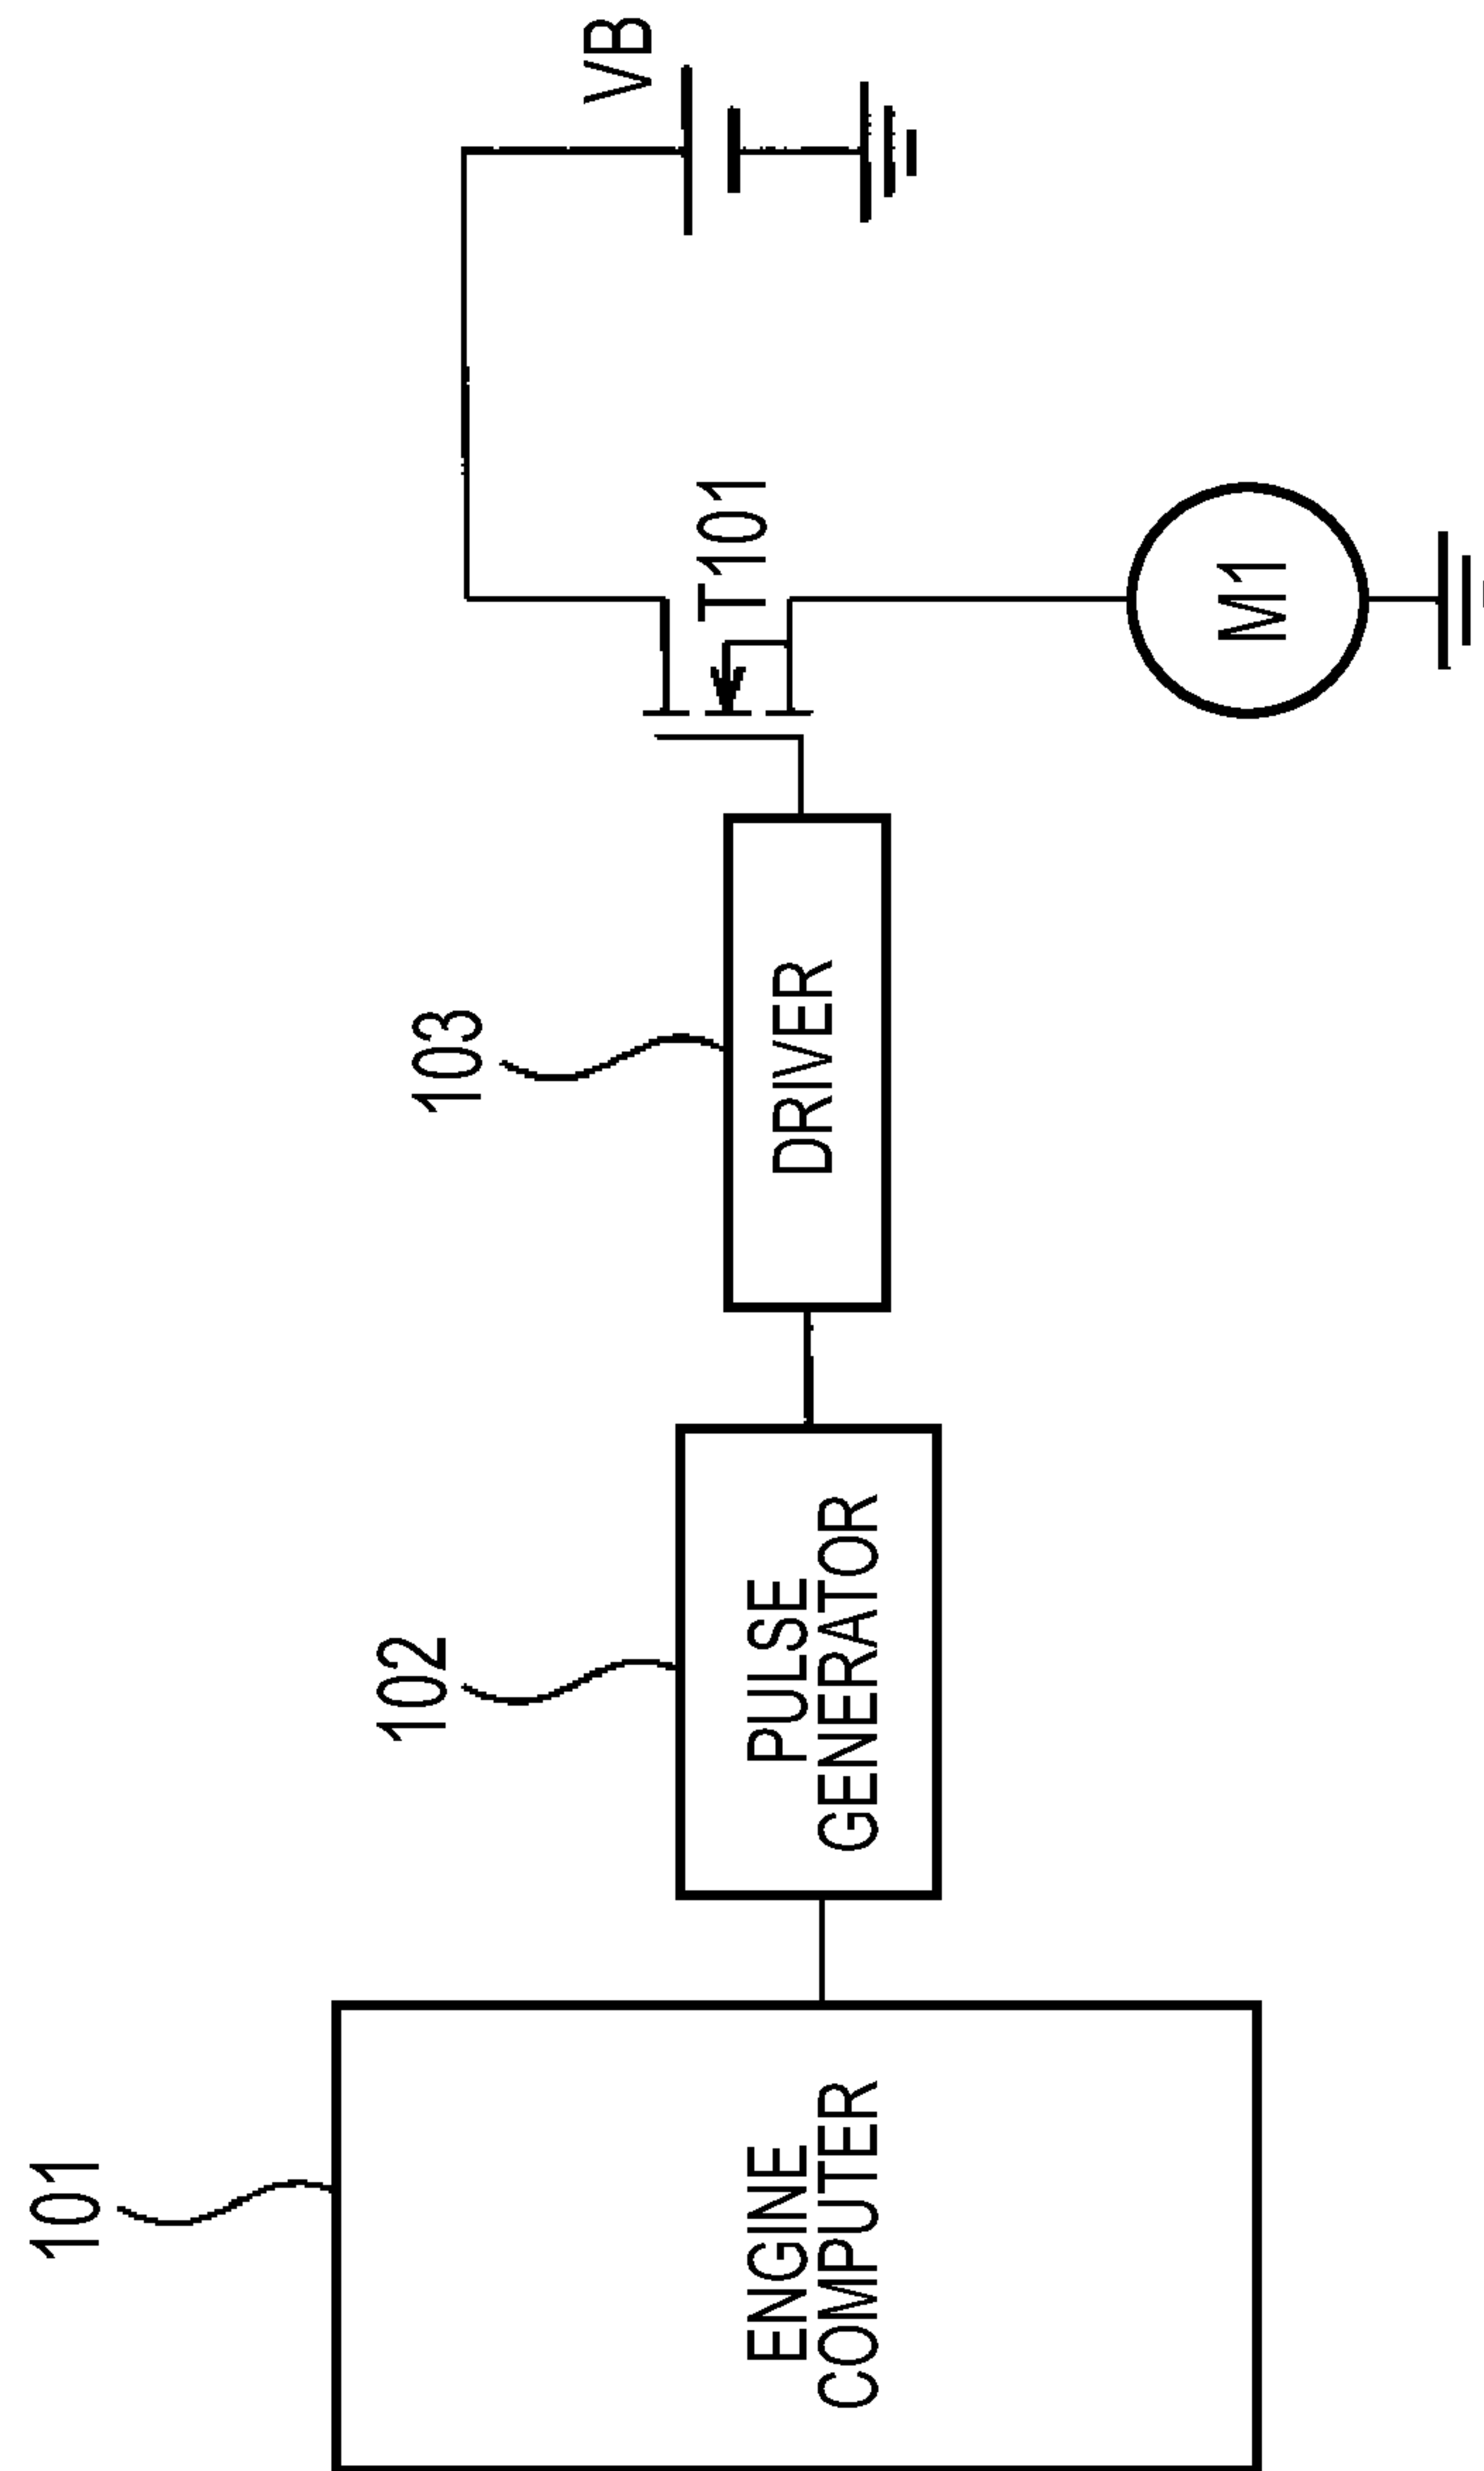 101
ENGINE
COMPUTER
102
PULSE
GENERATOR
103
DRIVER
T101
VB
M1